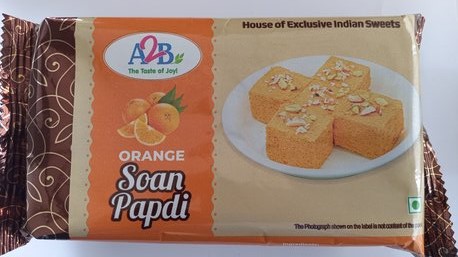 House of Exclusive Indian Sweets
A2B
The Taste of Joy!
ORANGE
Soan
Papdi
The Photograph shown on the label is not content of the